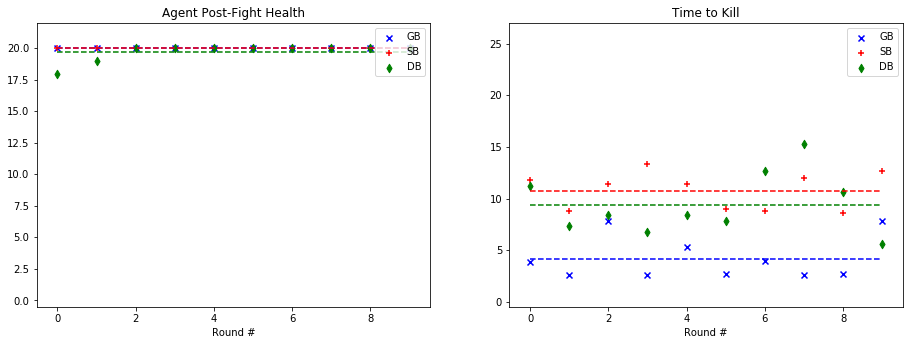 Agent Post-Fight Health
20.0
17.5
15.0
12.5
10.0
7.5
5.0
2.5
0.0
0 2 4 6 8
Round #
GB
SB
DB
Time to Kill
25
20
15
10
5
0
0 2 4 6 8
Round #
GB
SB
DB